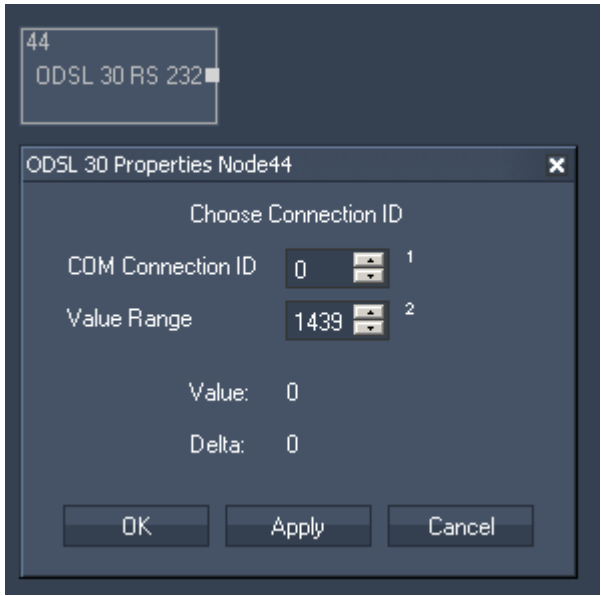 44
ODSL 30 RS 232
ODSL 30 Properties Node44
Choose Connection ID
COM Connection ID 0 1
Value Range 1439 2
Value: 0
Delta: 0
OK Apply Cancel